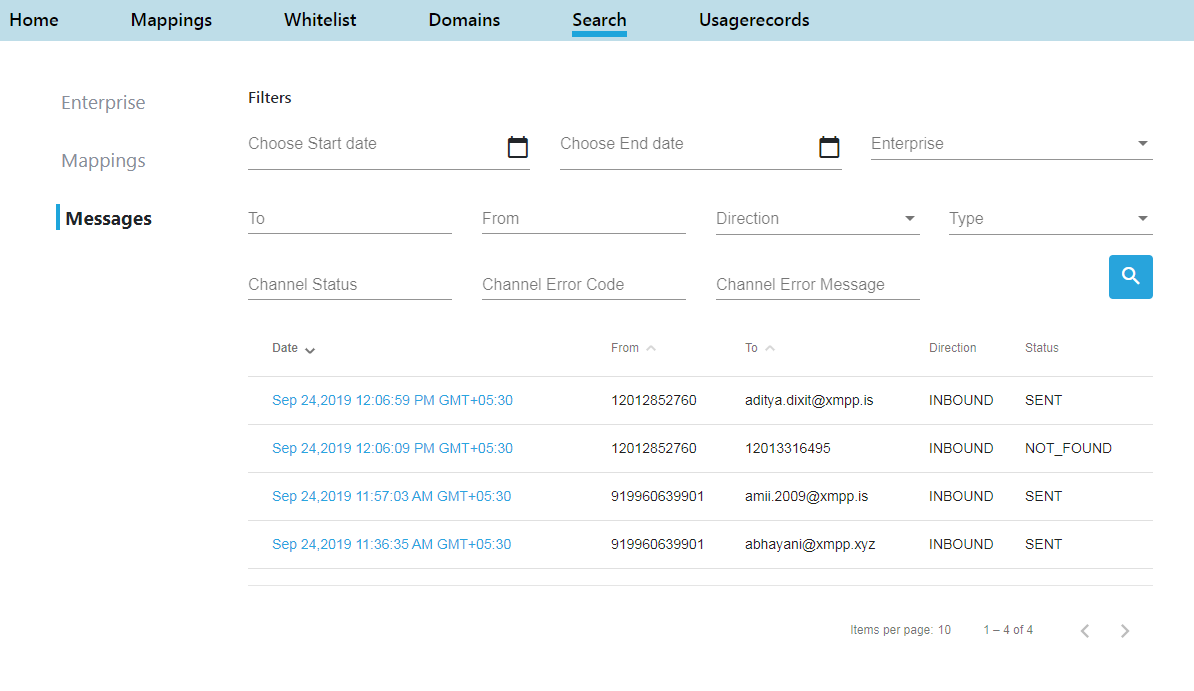 Home Mappings Whitelist Domains Search Usagerecords
Enterprise
Mappings
Messages
Filters
Choose Start date Choose End date Enterprise
To From Direction Type
Channel Status Channel Error Code Channel Error Message
Date From To Direction Status
Sep 24,2019 12:06:59 PM GMT+05:30 12012852760 aditya.dixit@xmpp.is INBOUND SENT
Sep 24,2019 12:06:09 PM GMT+05:30 12012852760 12013316495 INBOUND NOT_FOUND
Sep 24,2019 11:57:03 AM GMT+05:30 919960639901 amii.2009@xmpp.is INBOUND SENT
Sep 24,2019 11:36:35 AM GMT+05:30 919960639901 abhayani@xmpp.xyz INBOUND SENT
Items per page: 10 1 – 4 of 4